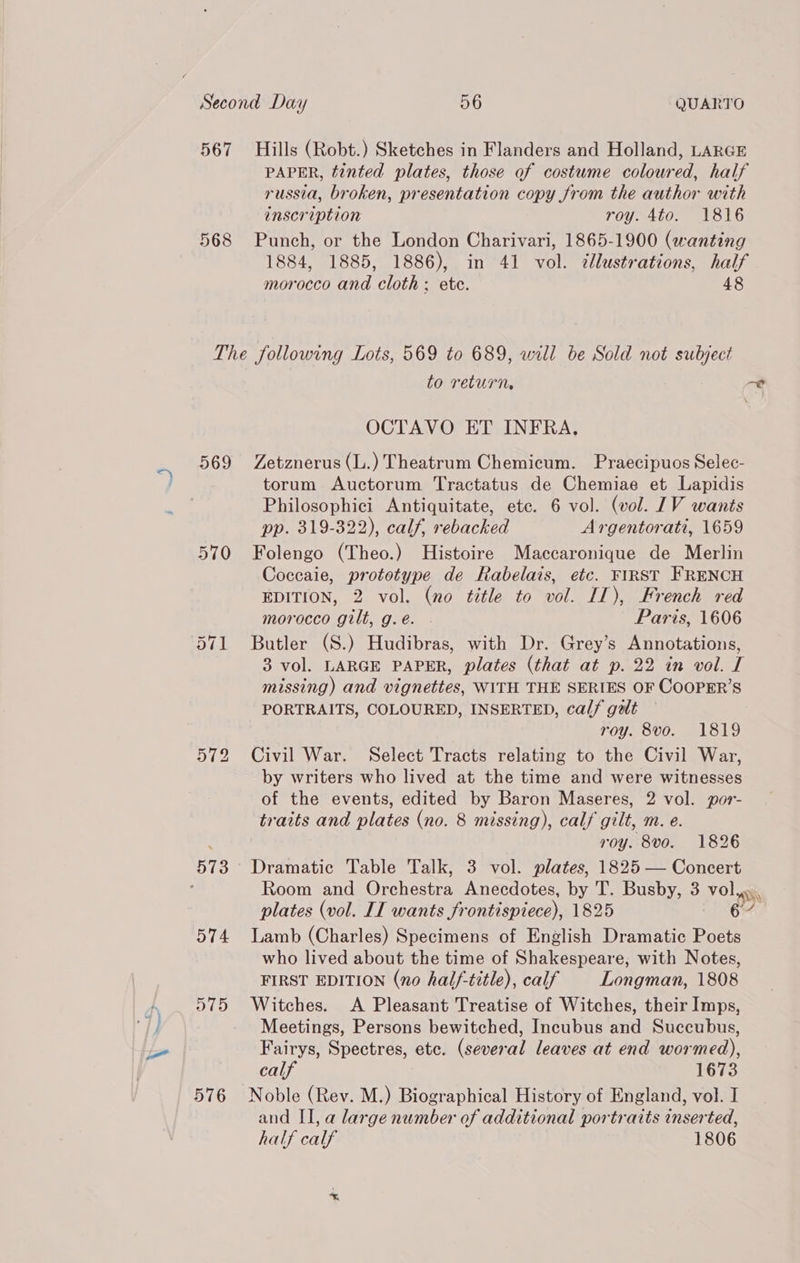 Second Day 56 QUARTO
567 Hills (Robt.) Sketches in Flanders and Holland, LARGE
PAPER, tinted plates, those of costume coloured, half
russia, broken, presentation copy from the author with
inscription roy. 4to. 1816
568 Punch, or the London Charivari, 1865-1900 (wanting
1884, 1885, 1886), in 41 vol. illustrations, half
morocco and cloth; etc. 48
The following Lots, 569 to 689, will be Sold not subject
to return.
OCTAVO ET INFRA.
569 Zetznerus (L.) Theatrum Chemicum. Praecipuos Selec-
torum Auctorum Tractatus de Chemiae et Lapidis
Philosophici Antiquitate, etc. 6 vol. (vol. IV wants
pp. 319-322), calf, rebacked Argentorati, 1659
570 Folengo (Theo.) Histoire Maccaronique de Merlin
Coccaie, prototype de Rabelais, etc. FIRST FRENCH
EDITION, 2 vol. (no title to vol. II), French red
morocco gilt, g. e. Paris, 1606
571 Butler (S.) Hudibras, with Dr. Grey's Annotations,
3 vol. LARGE PAPER, plates (that at p. 22 in vol. I
missing) and vignettes, WITH THE SERIES OF COOPER'S
PORTRAITS, COLOURED, INSERTED, calf gilt
roy. 8vo. 1819
572 Civil War. Select Tracts relating to the Civil War,
by writers who lived at the time and were witnesses
of the events, edited by Baron Maseres, 2 vol. por-
traits and plates (no. 8 missing), calf gilt, m. e.
roy. 8vo. 1826
573 Dramatic Table Talk, 3 vol. plates, 1825 — Concert
Room and Orchestra Anecdotes, by T. Busby, 3 vol.
plates (vol. II wants frontispiece), 1825 6
574 Lamb (Charles) Specimens of English Dramatic Poets
who lived about the time of Shakespeare, with Notes,
FIRST EDITION (no half-title), calf Longman, 1808
575 Witches. A Pleasant Treatise of Witches, their Imps,
Meetings, Persons bewitched, Incubus and Succubus,
Fairys, Spectres, etc. (several leaves at end wormed),
calf 1673
576 Noble (Rev. M.) Biographical History of England, vol. I
and II, a large number of additional portraits inserted,
half calf 1806